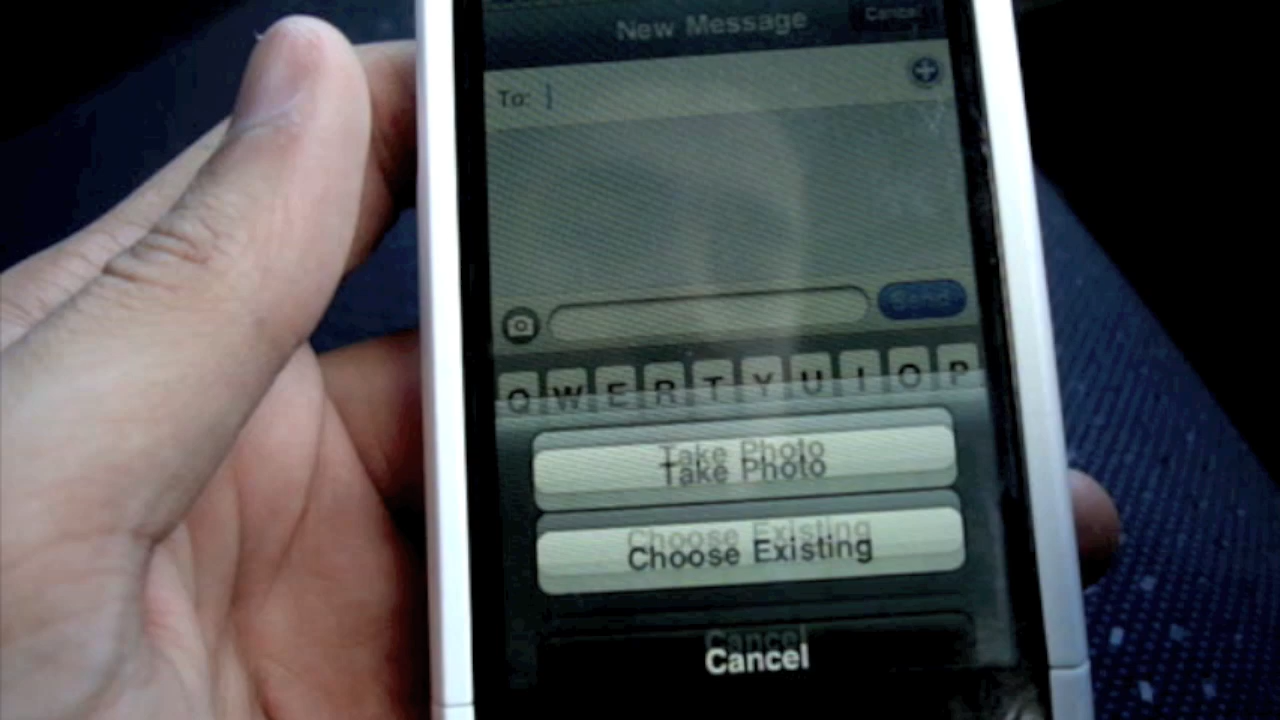 New Message
Cancel
To:
Send
Q W E R T Y U I O P
Take Photo
Choose Existing
Cancel